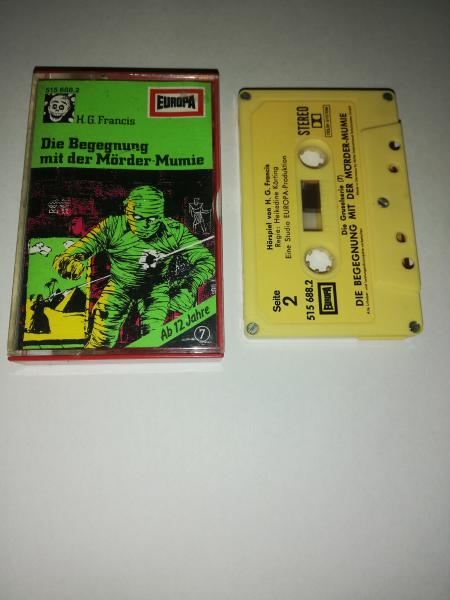 515 688.2
EUROPA
H. G. Francis
Die Begegnung
mit der Mörder-Mumie
Ab 12 Jahre
7
STEREO
Hörspiel von H. G. Francis
Regie: Heikedine Körting
Eine Studio EUROPA-Produktion
Seite
2
515 688.2
EUROPA
Die Gruselserie (7)
DIE BEGEGNUNG MIT DER MÖRDER-MUMIE